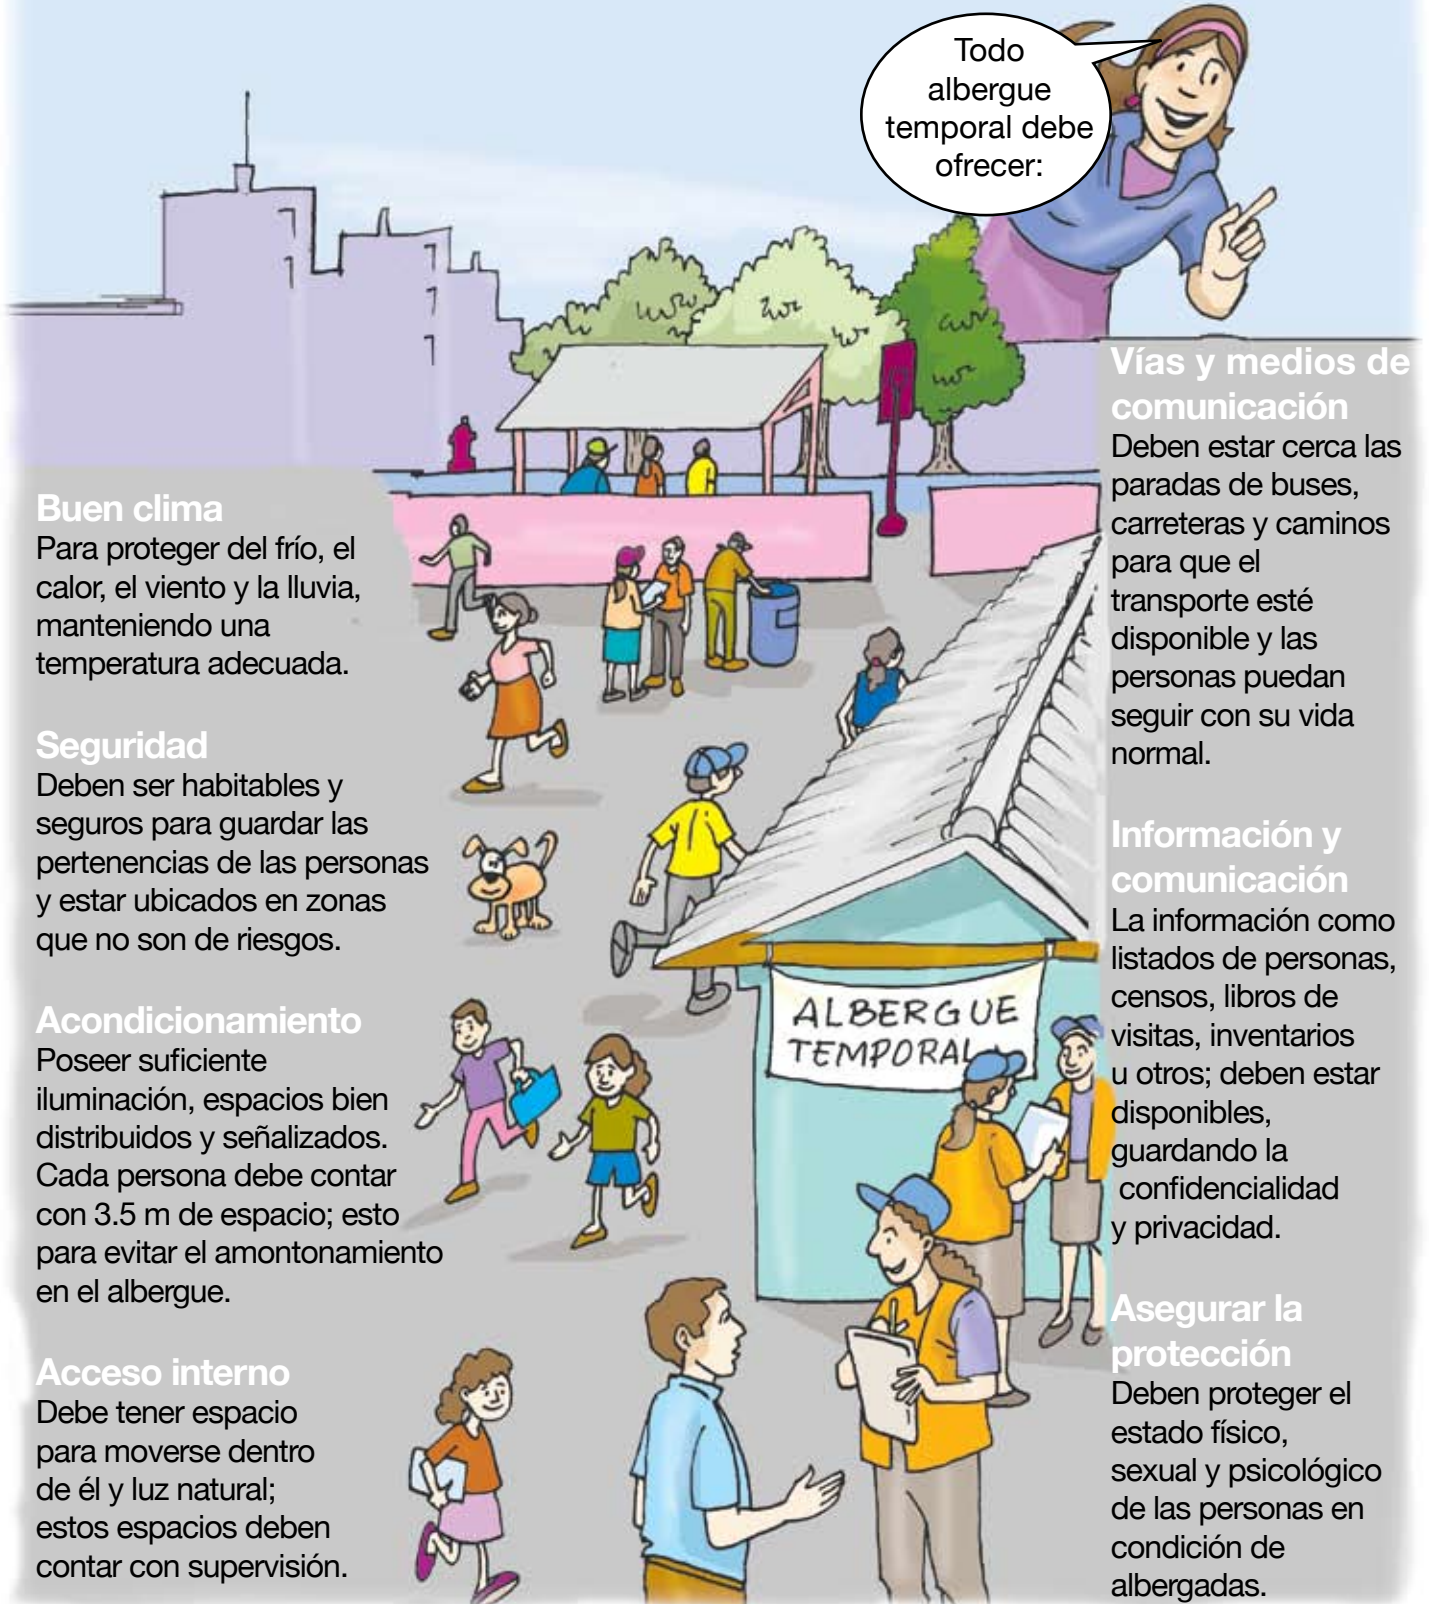 Todo
albergue
temporal debe
ofrecer:
Buen clima
Para proteger del frío, el
calor, el viento y la lluvia,
manteniendo una
temperatura adecuada.
Seguridad
Deben ser habitables y
seguros para guardar las
pertenencias de las personas
y estar ubicados en zonas
que no son de riesgos.
Acondicionamiento
Poseer suficiente
iluminación, espacios bien
distribuidos y señalizados.
Cada persona debe contar
con 3.5 m de espacio; esto
para evitar el amontonamiento
en el albergue.
Acceso interno
Debe tener espacio
para moverse dentro
de él y luz natural;
estos espacios deben
contar con supervisión.
ALBERGUE
TEMPORAL
Vías y medios de
comunicación
Deben estar cerca las
paradas de buses,
carreteras y caminos
para que el
transporte esté
disponible y las
personas puedan
seguir con su vida
normal.
Información y
comunicación
La información como
listados de personas,
censos, libros de
visitas, inventarios
u otros; deben estar
disponibles,
guardando la
confidencialidad
y privacidad.
Asegurar la
protección
Deben proteger el
estado físico,
sexual y psicológico
de las personas en
condición de
albergadas.